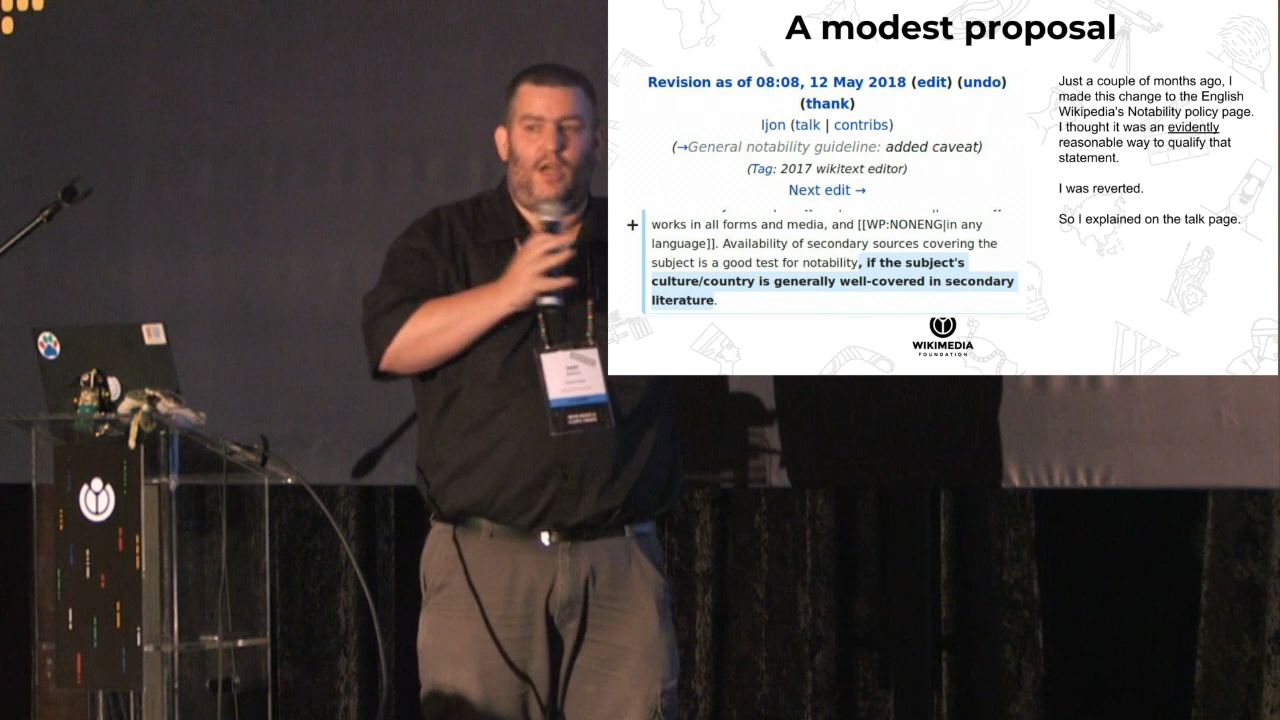 A modest proposal
Revision as of 08:08, 12 May 2018 (edit) (undo)
(thank)
Ijon (talk | contribs)
(→General notability guideline: added caveat)
(Tag: 2017 wikitext editor)
Next edit →
+ works in all forms and media, and [[WP:NONENG|in any
language]]. Availability of secondary sources covering the
subject is a good test for notability, if the subject's
culture/country is generally well-covered in secondary
literature.
Just a couple of months ago, I
made this change to the English
Wikipedia's Notability policy page.
I thought it was an evidently
reasonable way to qualify that
statement.
I was reverted.
So I explained on the talk page.
WIKIMEDIA
FOUNDATION